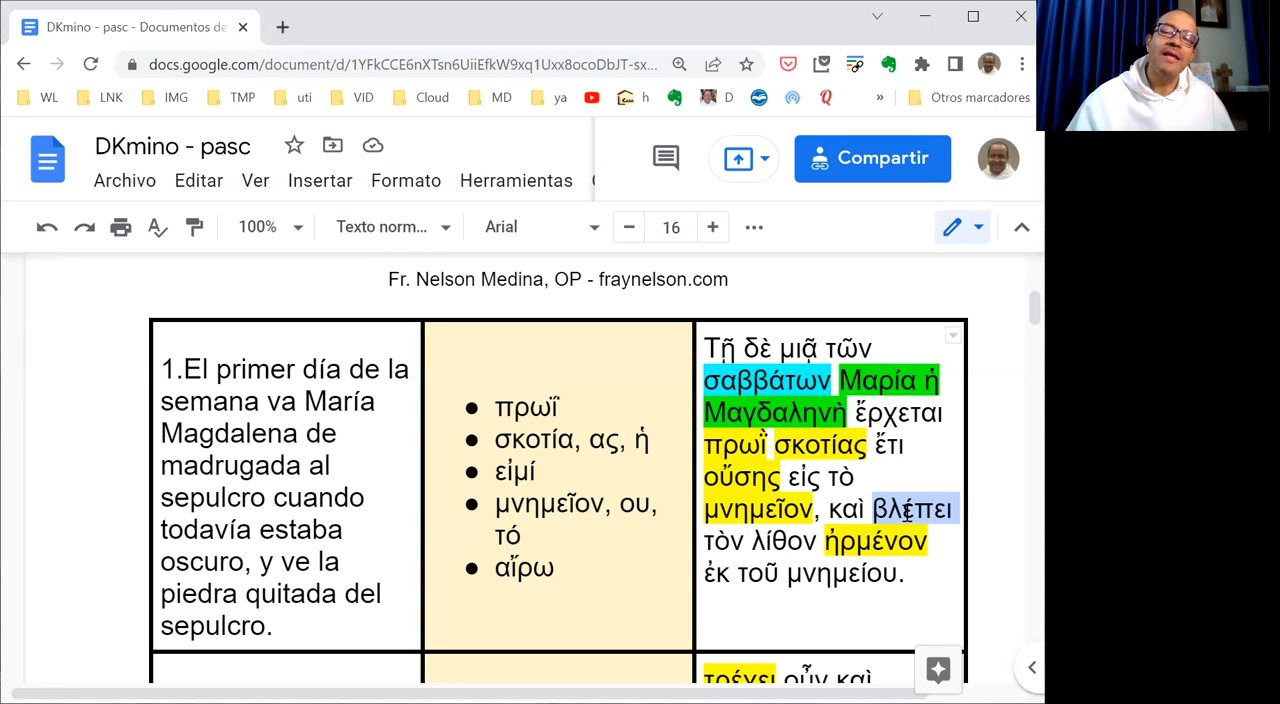 DKmino - pasc - Documentos de
docs.google.com/document/d/1YFkCCE6nXTsn6UiiEfkW9xq1Uxx8ocoDbJT-sx...
WL LNK IMG TMP uti VID Cloud MD ya h D » Otros marcadores
DKmino - pasc
Compartir
Archivo Editar Ver Insertar Formato Herramientas
100% Texto norm... Arial 16
Fr. Nelson Medina, OP - fraynelson.com
1.El primer día de la
semana va María
Magdalena de
madrugada al
sepulcro cuando
todavía estaba
oscuro, y ve la
piedra quitada del
sepulcro.
● πρωΐ
● σκοτία, ας, ἡ
● εἰμί
● μνημεῖον, ου,
τό
● αἴρω
Τῇ δὲ μιᾷ τῶν
σαββάτων Μαρία ἡ
Μαγδαληνὴ ἔρχεται
πρωῒ σκοτίας ἔτι
οὔσης εἰς τὸ
μνημεῖον, καὶ βλέπει
τὸν λίθον ἠρμένον
ἐκ τοῦ μνημείου.
τρέχει οὖν καὶ